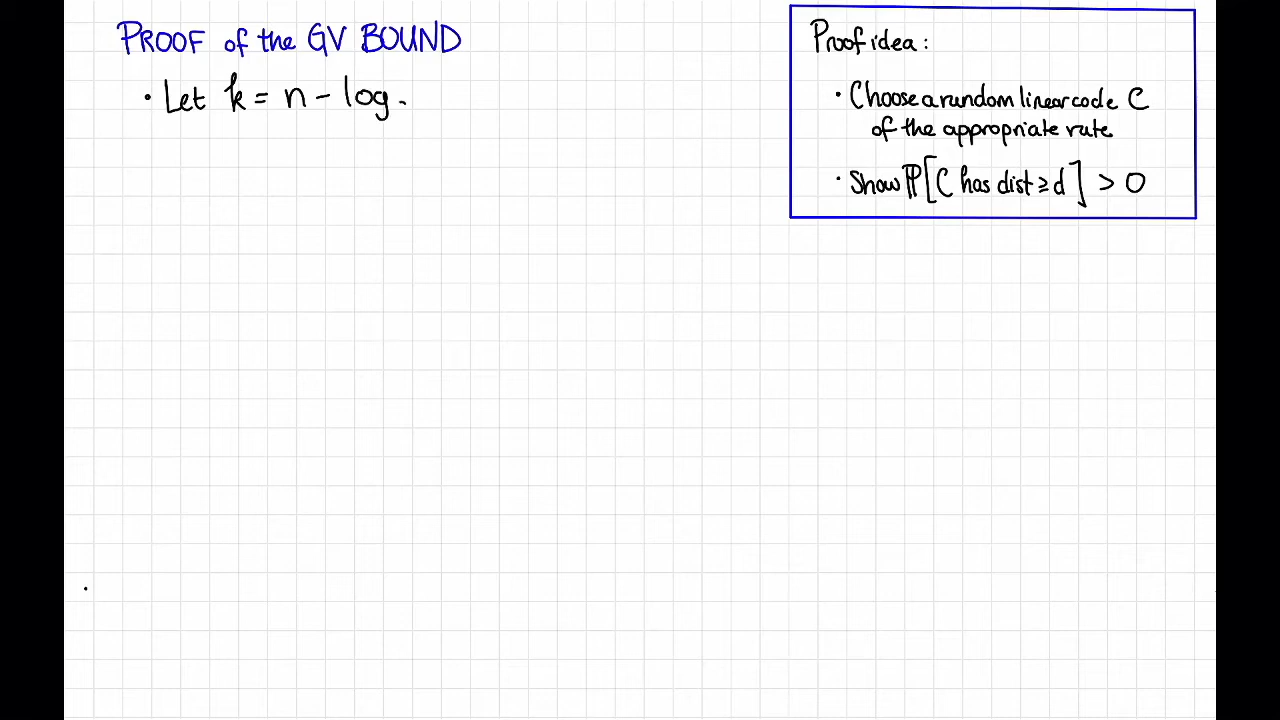 PROOF of the GV BOUND
• Let k = n - log
Proof idea:
• Choose a random linear code C
of the appropriate rate
• Show ℙ[C has dist ≥ d] > 0